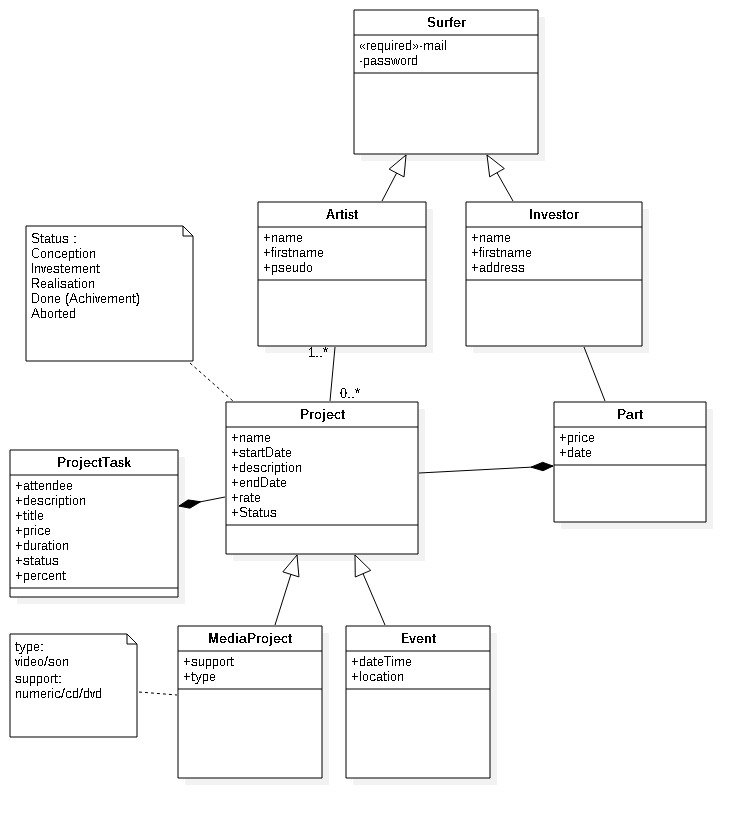 Surfer
«required»-mail
-password
Artist
+name
+firstname
+pseudo
Investor
+name
+firstname
+address
Status :
Conception
Investement
Realisation
Done (Achivement)
Aborted
1..*
0..*
Project
+name
+startDate
+description
+endDate
+rate
+Status
Part
+price
+date
ProjectTask
+attendee
+description
+title
+price
+duration
+status
+percent
MediaProject
+support
+type
Event
+dateTime
+location
type:
video/son
support:
numeric/cd/dvd